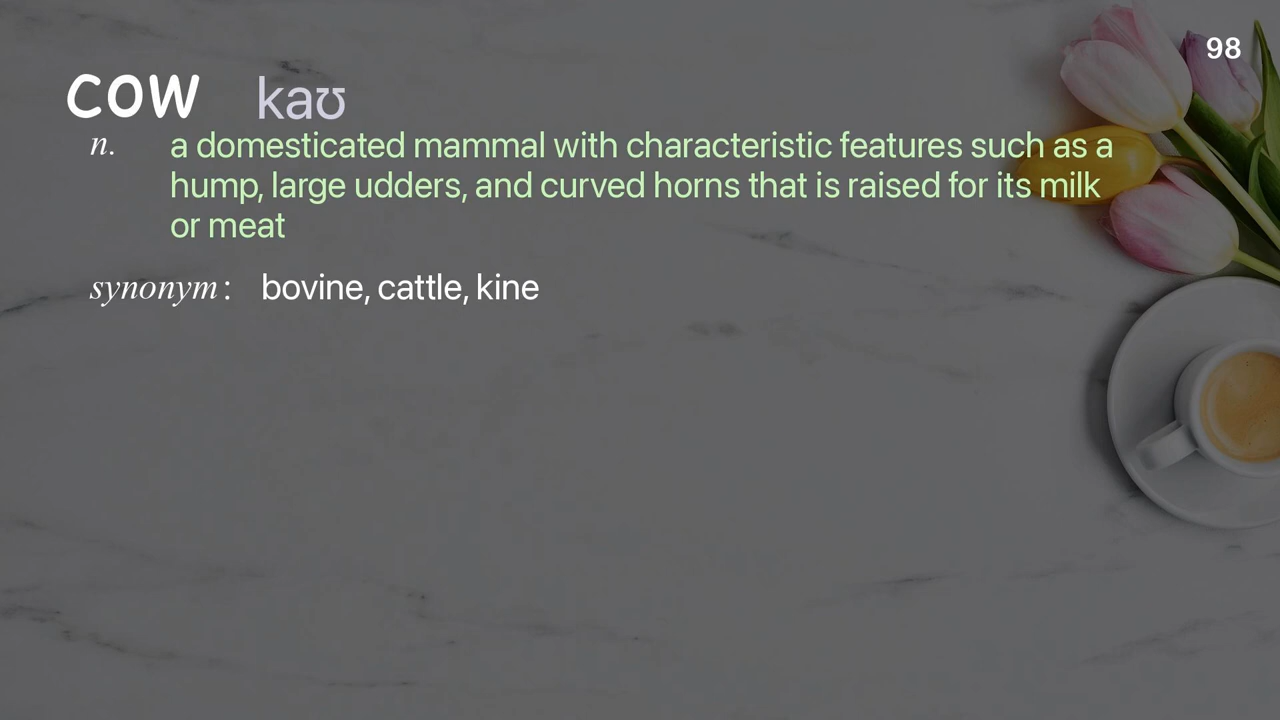 98
cow kaʊ
n. a domesticated mammal with characteristic features such as a
hump, large udders, and curved horns that is raised for its milk
or meat
synonym : bovine, cattle, kine